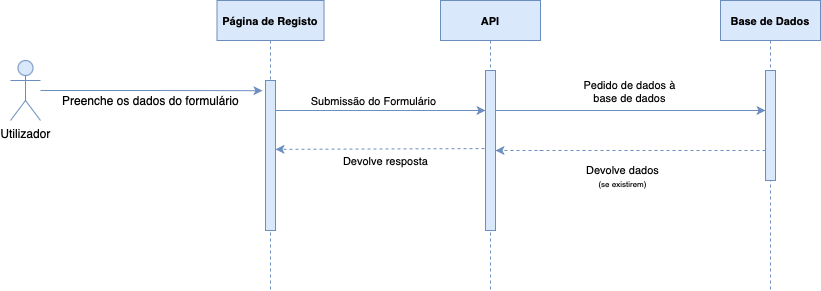 Página de Registo
API
Base de Dados
Utilizador
Preenche os dados do formulário
Submissão do Formulário
Pedido de dados à
base de dados
Devolve resposta
Devolve dados
(se existirem)